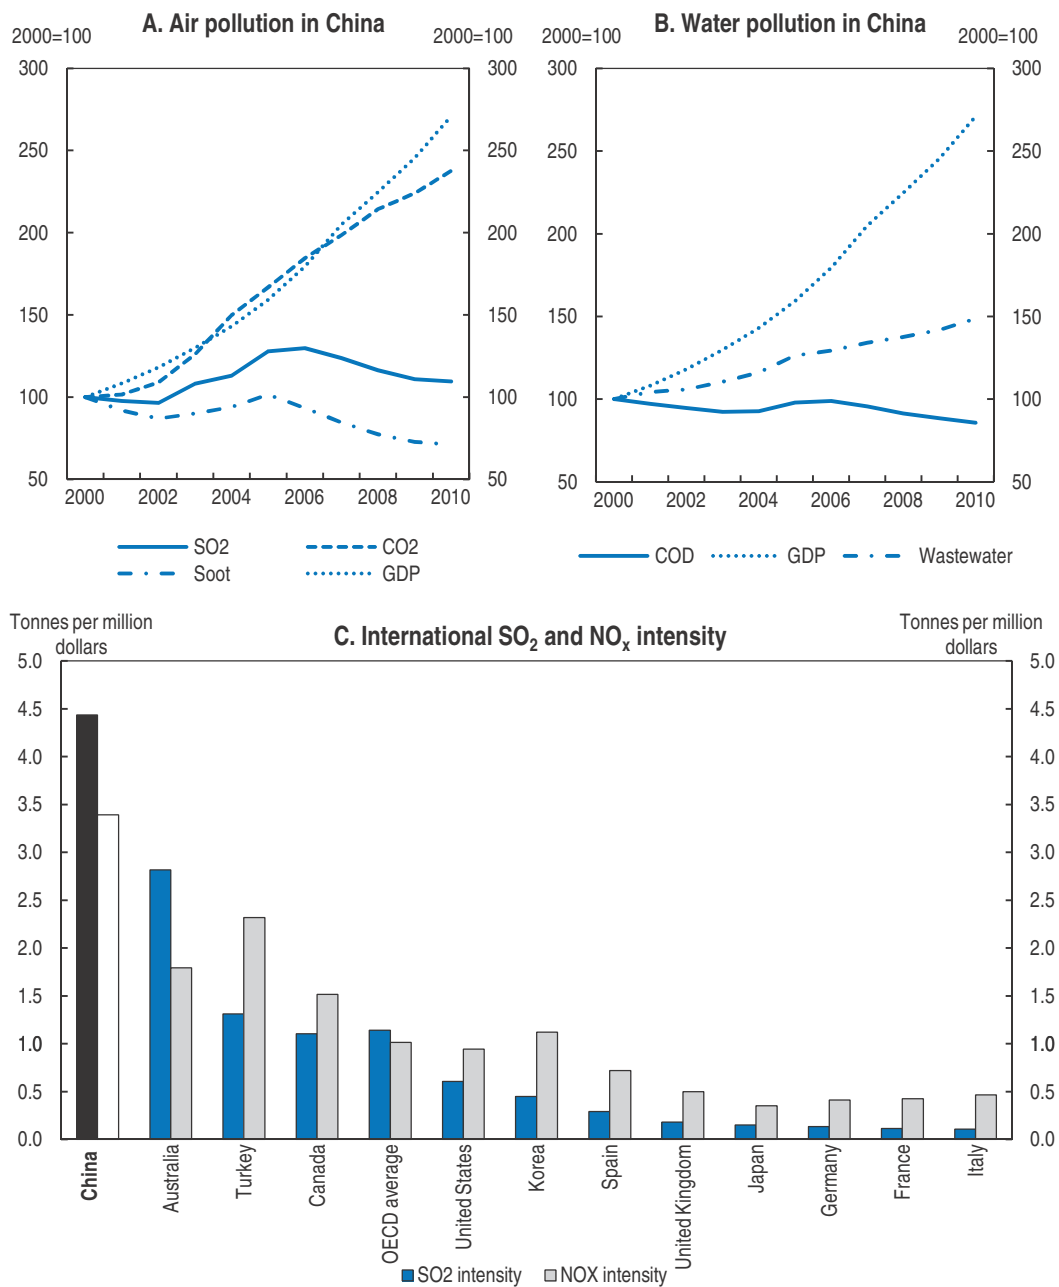 A. Air pollution in China
2000=100
2000=100
300
250
200
150
100
50
300
250
200
150
100
50
2000
2002
2004
2006
2008
2010
SO2
CO2
Soot
GDP
B. Water pollution in China
2000=100
2000=100
300
250
200
150
100
50
300
250
200
150
100
50
2000
2002
2004
2006
2008
2010
COD
GDP
Wastewater
C. International SO₂ and NOₓ intensity
Tonnes per million
dollars
Tonnes per million
dollars
5.0
4.5
4.0
3.5
3.0
2.5
2.0
1.5
1.0
0.5
0.0
5.0
4.5
4.0
3.5
3.0
2.5
2.0
1.5
1.0
0.5
0.0
China
Australia
Turkey
Canada
OECD average
United States
Korea
Spain
United Kingdom
Japan
Germany
France
Italy
SO2 intensity
NOX intensity